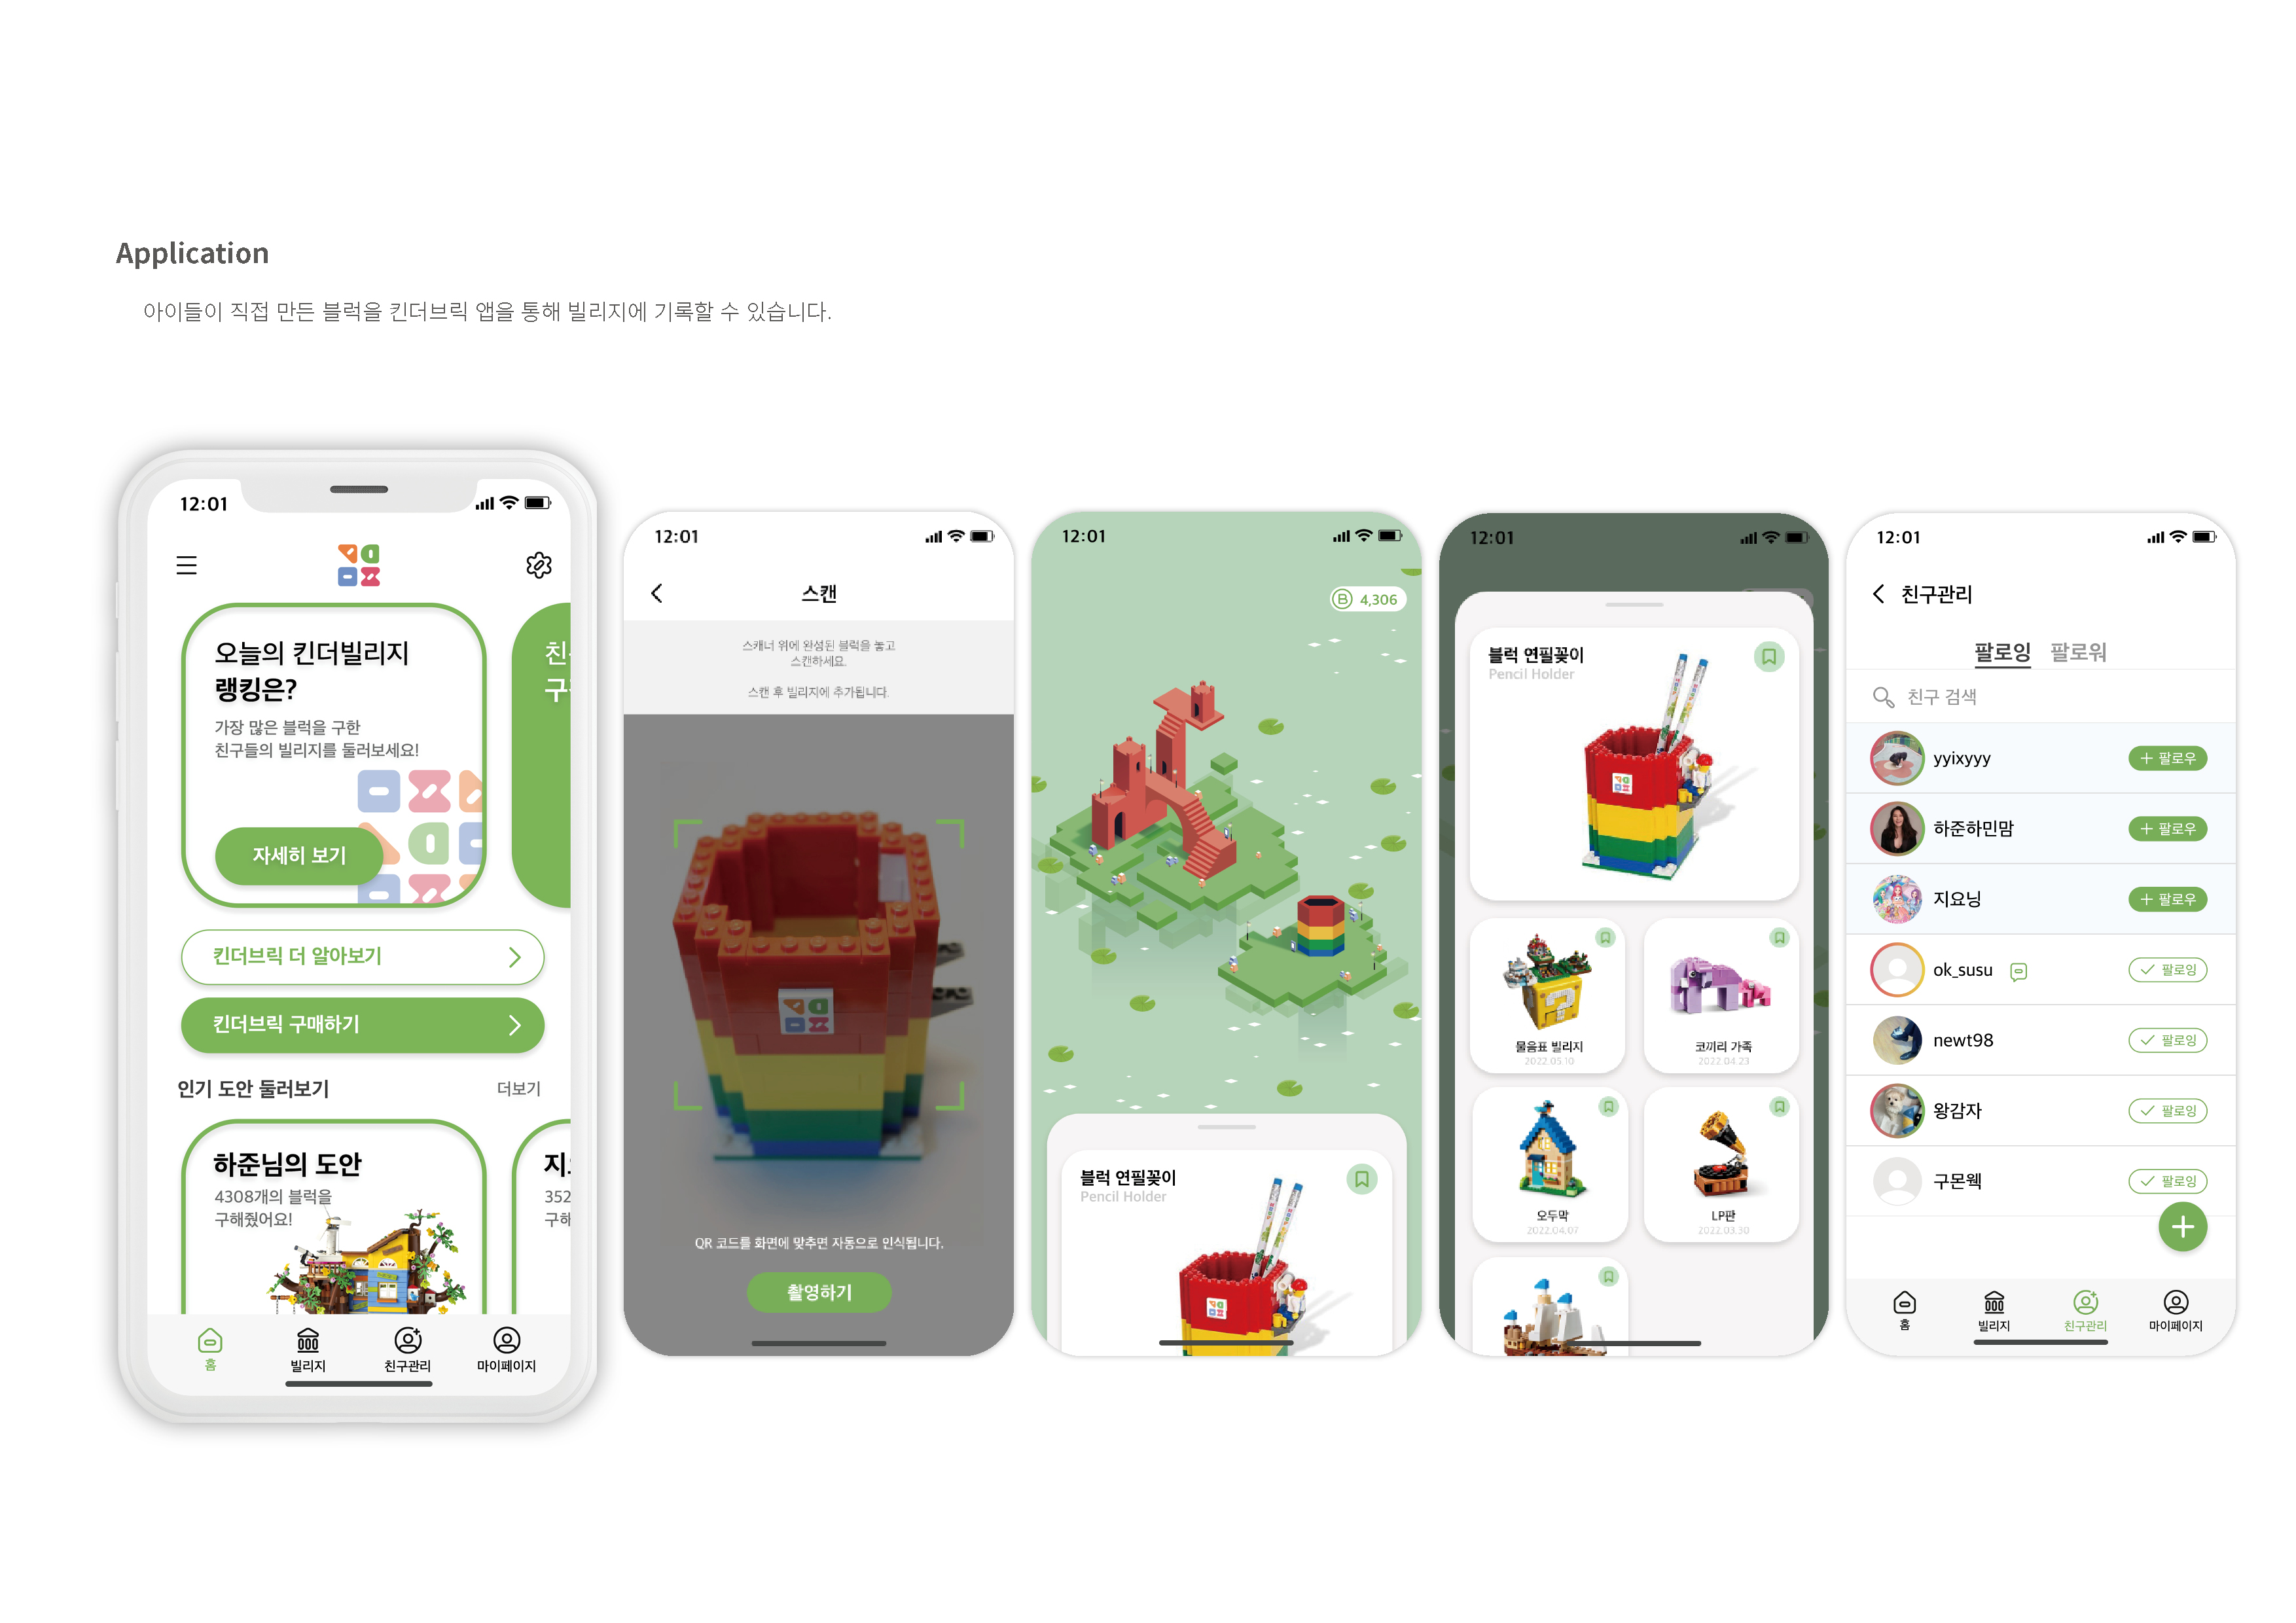 Application
아이들이 직접 만든 블럭을 킨더브릭 앱을 통해 빌리지에 기록할 수 있습니다.
12:01
오늘의 킨더빌리지
랭킹은?
가장 많은 블럭을 구한
친구들의 빌리지를 둘러보세요!
자세히 보기
친
구
킨더브릭 더 알아보기
킨더브릭 구매하기
인기 도안 둘러보기
더보기
하준님의 도안
4308개의 블럭을
구해줬어요!
지
352
구해
홈
빌리지
친구관리
마이페이지
12:01
스캔
스캐너 위에 완성된 블럭을 놓고
스캔하세요.
스캔 후 빌리지에 추가됩니다.
QR 코드를 화면에 맞추면 자동으로 인식됩니다.
촬영하기
12:01
B 4,306
블럭 연필꽂이
Pencil Holder
12:01
블럭 연필꽂이
Pencil Holder
물음표 빌리지
2022.05.10
코끼리 가족
2022.04.23
오두막
2022.04.07
LP판
2022.03.30
12:01
친구관리
팔로잉 팔로워
친구 검색
yyixyyy
+ 팔로우
하준하민맘
+ 팔로우
지요닝
+ 팔로우
ok_susu
팔로잉
newt98
팔로잉
왕감자
팔로잉
구몬웩
팔로잉
홈
빌리지
친구관리
마이페이지